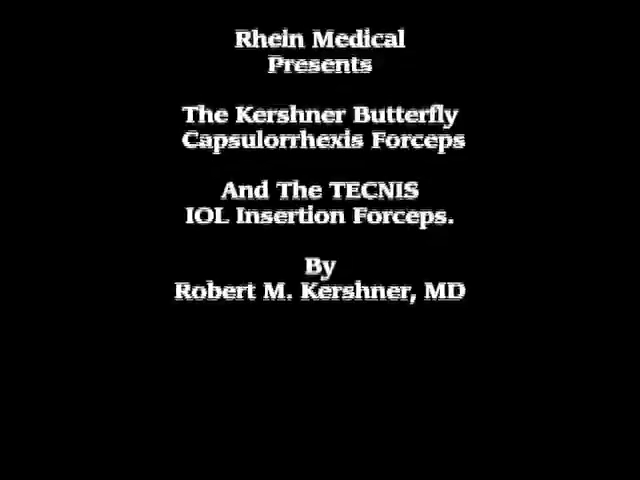 Rhein Medical
Presents
The Kershner Butterfly
Capsulorrhexis Forceps
And The TECNIS
IOL Insertion Forceps.
By
Robert M. Kershner, MD